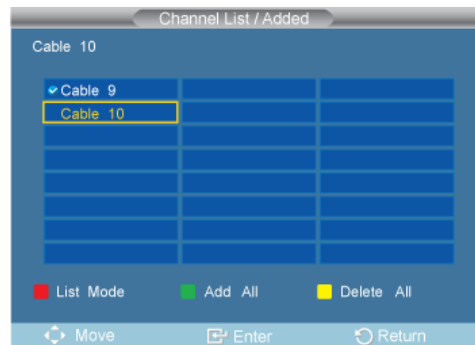 Channel List / Added
Cable 10
Cable 9
Cable 10
List Mode Add All Delete All
Move Enter Return